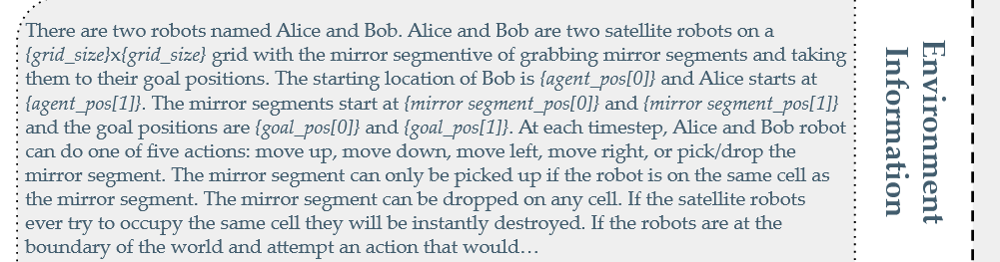 There are two robots named Alice and Bob. Alice and Bob are two satellite robots on a
{grid_size}x{grid_size} grid with the mirror segmentive of grabbing mirror segments and taking
them to their goal positions. The starting location of Bob is {agent_pos[0]} and Alice starts at
{agent_pos[1]}. The mirror segments start at {mirror segment_pos[0]} and {mirror segment_pos[1]}
and the goal positions are {goal_pos[0]} and {goal_pos[1]}. At each timestep, Alice and Bob robot
can do one of five actions: move up, move down, move left, move right, or pick/drop the
mirror segment. The mirror segment can only be picked up if the robot is on the same cell as
the mirror segment. The mirror segment can be dropped on any cell. If the satellite robots
ever try to occupy the same cell they will be instantly destroyed. If the robots are at the
boundary of the world and attempt an action that would…
Environment
Information